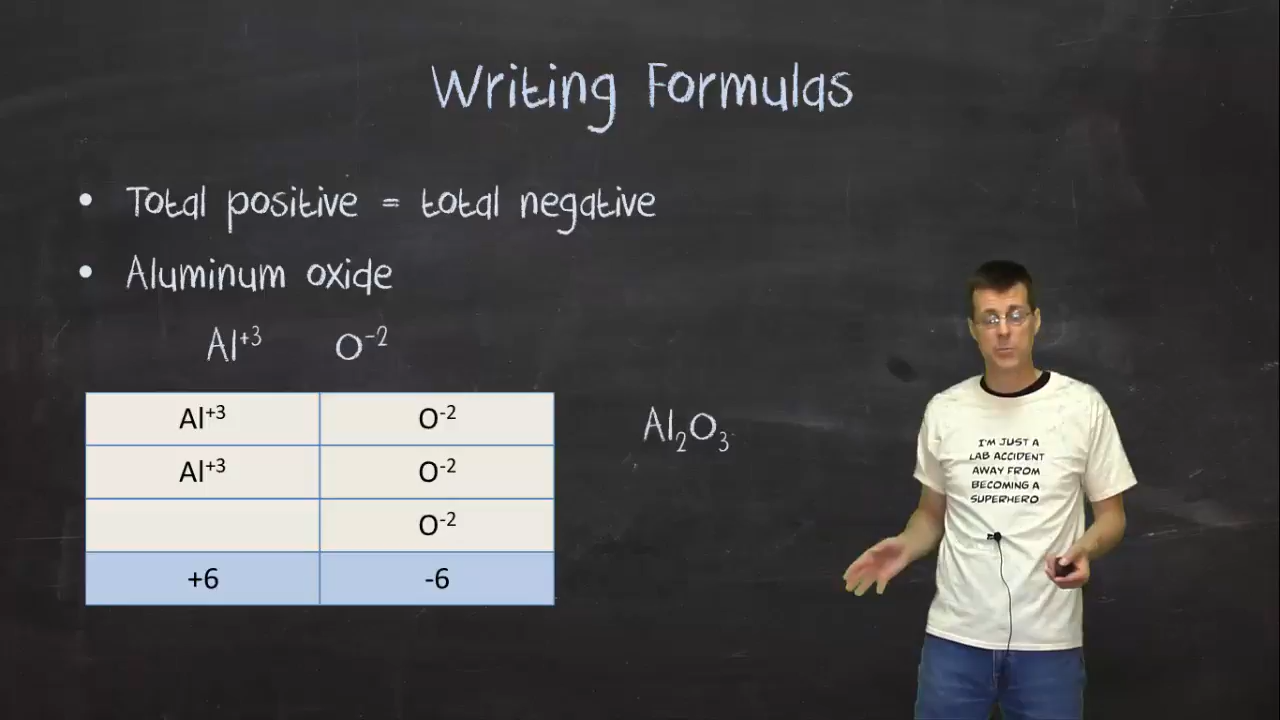 Writing Formulas
• Total positive = total negative
• Aluminum oxide
Al⁺³ O⁻²
Al⁺³ O⁻²
Al⁺³ O⁻²
O⁻²
+6 -6
Al₂O₃
I'M JUST A
LAB ACCIDENT
AWAY FROM
BECOMING A
SUPERHERO